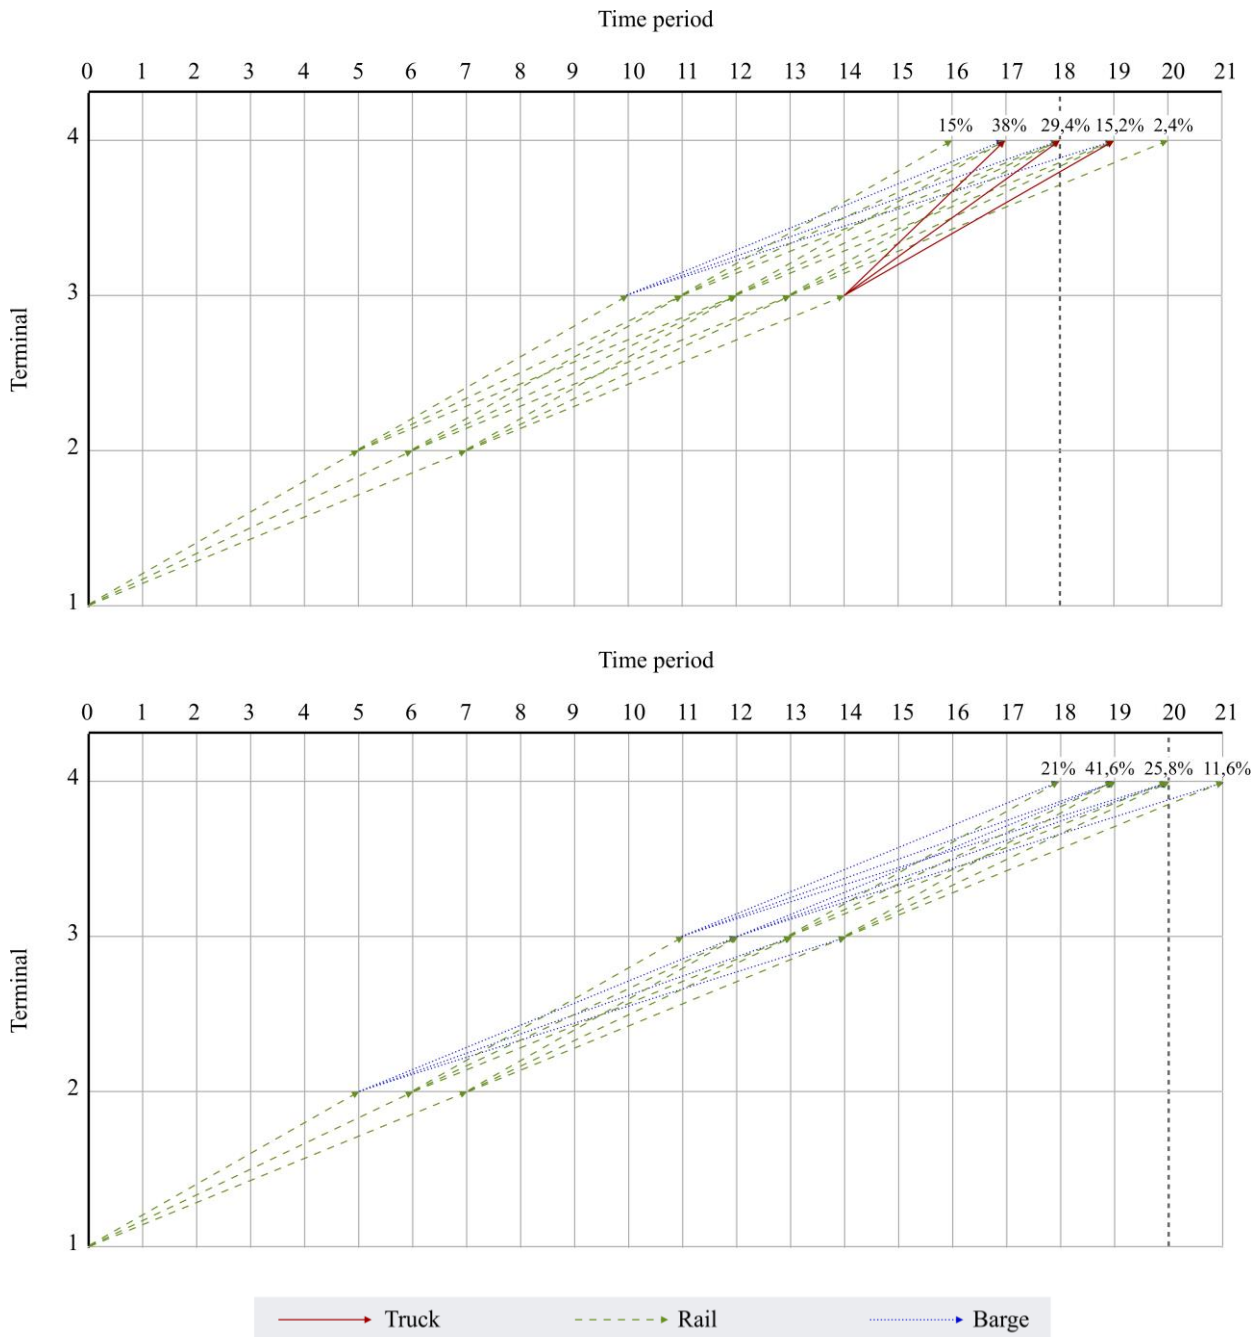 Time period
0 1 2 3 4 5 6 7 8 9 10 11 12 13 14 15 16 17 18 19 20 21
15% 38% 29,4% 15,2% 2,4%
4
3
Terminal
2
1
Time period
0 1 2 3 4 5 6 7 8 9 10 11 12 13 14 15 16 17 18 19 20 21
21% 41,6% 25,8% 11,6%
4
3
Terminal
2
1
Truck Rail Barge